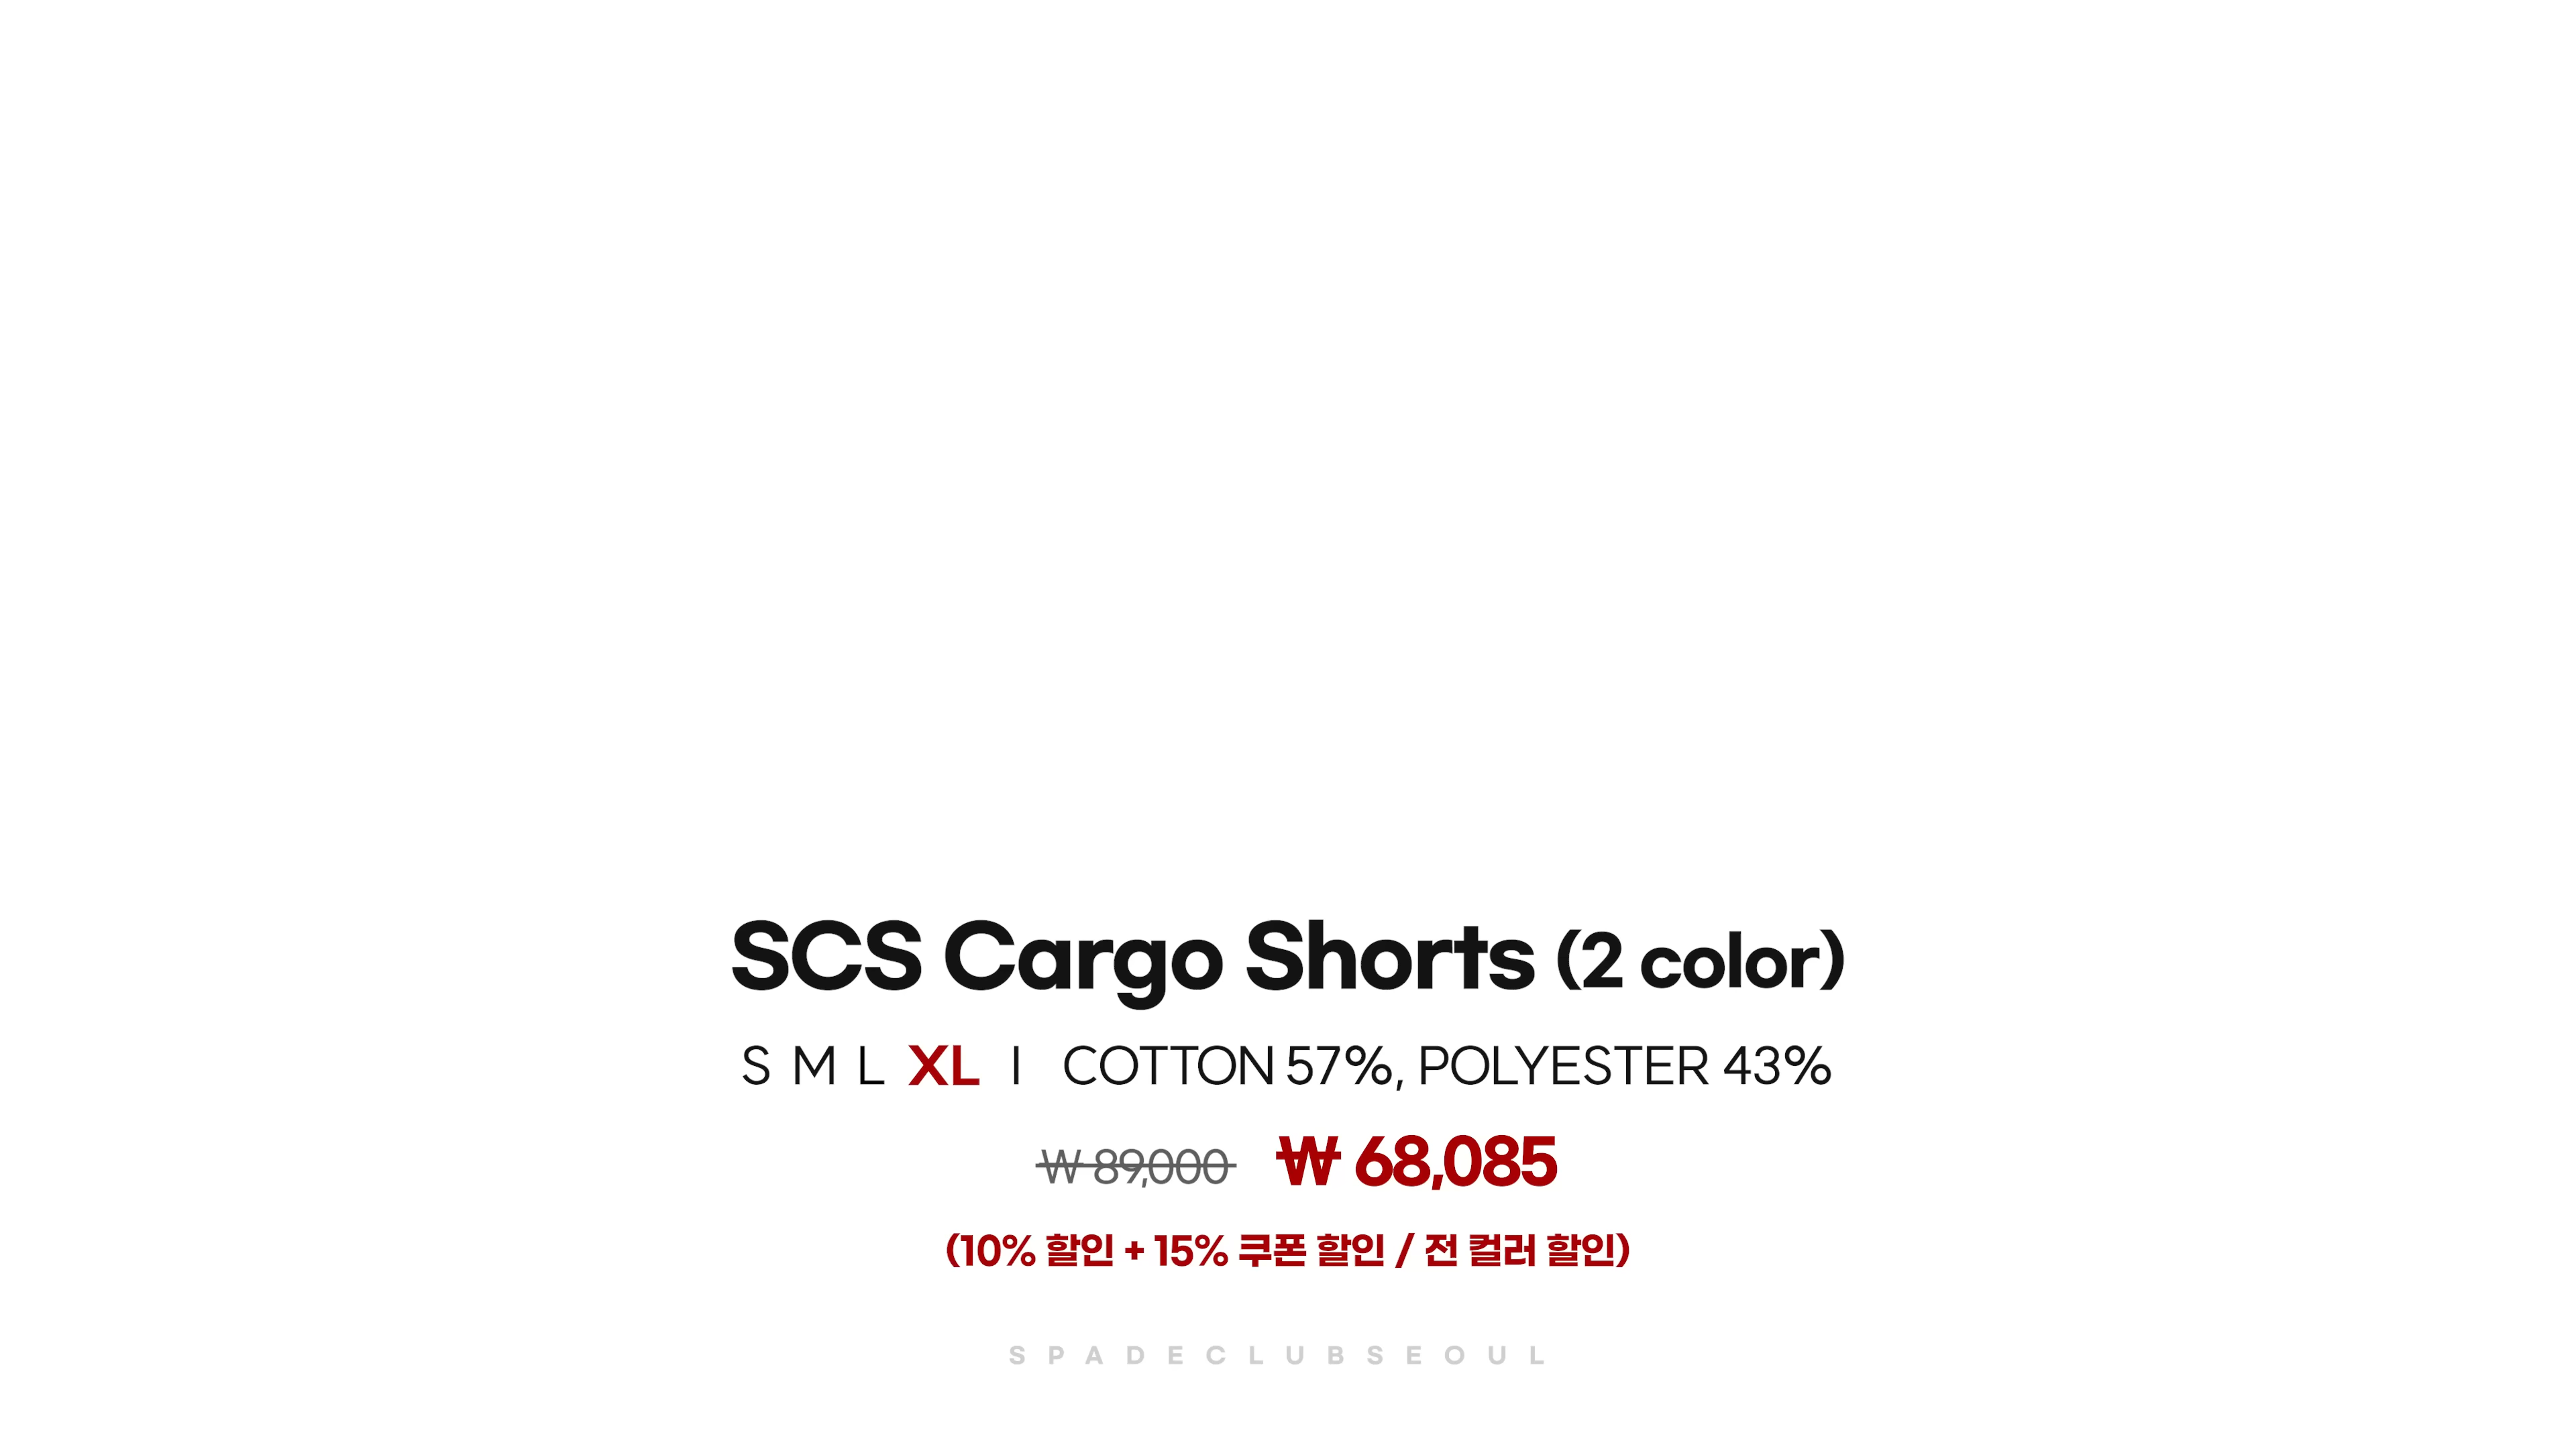 SCS Cargo Shorts (2 color)
S M L XL | COTTON 57%, POLYESTER 43%
₩ 89,000 ₩ 68,085
(10% 할인 + 15% 쿠폰 할인 / 전 컬러 할인)
SPADECLUBSEOUL